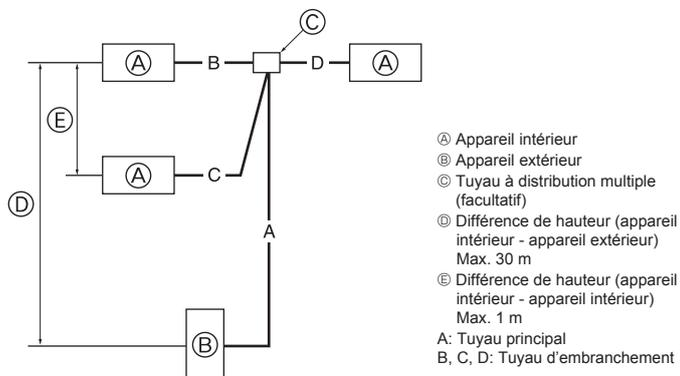 Ⓒ
Ⓐ B D Ⓐ
Ⓔ
Ⓐ C
Ⓓ
A
Ⓑ
Ⓐ Appareil intérieur
Ⓑ Appareil extérieur
Ⓒ Tuyau à distribution multiple
(facultatif)
Ⓓ Différence de hauteur (appareil
intérieur - appareil extérieur)
Max. 30 m
Ⓔ Différence de hauteur (appareil
intérieur - appareil intérieur)
Max. 1 m
A: Tuyau principal
B, C, D: Tuyau d’embranchement